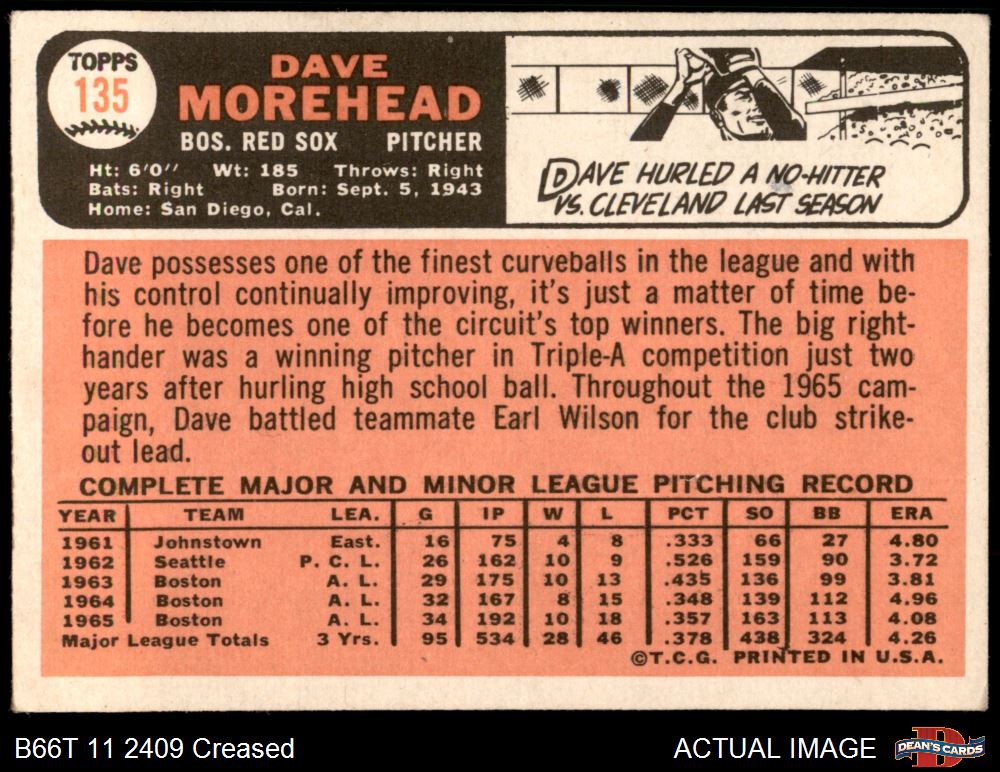 TOPPS
135
DAVE
MOREHEAD
BOS. RED SOX PITCHER
Ht: 6'0" Wt: 185 Throws: Right
Bats: Right Born: Sept. 5, 1943
Home: San Diego, Cal.
DAVE HURLED A NO-HITTER
VS. CLEVELAND LAST SEASON
Dave possesses one of the finest curveballs in the league and with
his control continually improving, it's just a matter of time be-
fore he becomes one of the circuit's top winners. The big right-
hander was a winning pitcher in Triple-A competition just two
years after hurling high school ball. Throughout the 1965 cam-
paign, Dave battled teammate Earl Wilson for the club strike-
out lead.
COMPLETE MAJOR AND MINOR LEAGUE PITCHING RECORD
YEAR TEAM LEA. G IP W L PCT SO BB ERA
1961 Johnstown East. 16 75 4 8 .333 66 27 4.80
1962 Seattle P. C. L. 26 162 10 9 .526 159 90 3.72
1963 Boston A. L. 29 175 10 13 .435 136 99 3.81
1964 Boston A. L. 32 167 8 15 .348 139 112 4.96
1965 Boston A. L. 34 192 10 18 .357 163 113 4.08
Major League Totals 3 Yrs. 95 534 28 46 .378 438 324 4.26
©T.C.G. PRINTED IN U.S.A.
B66T 11 2409 Creased
ACTUAL IMAGE
DEAN'S CARDS